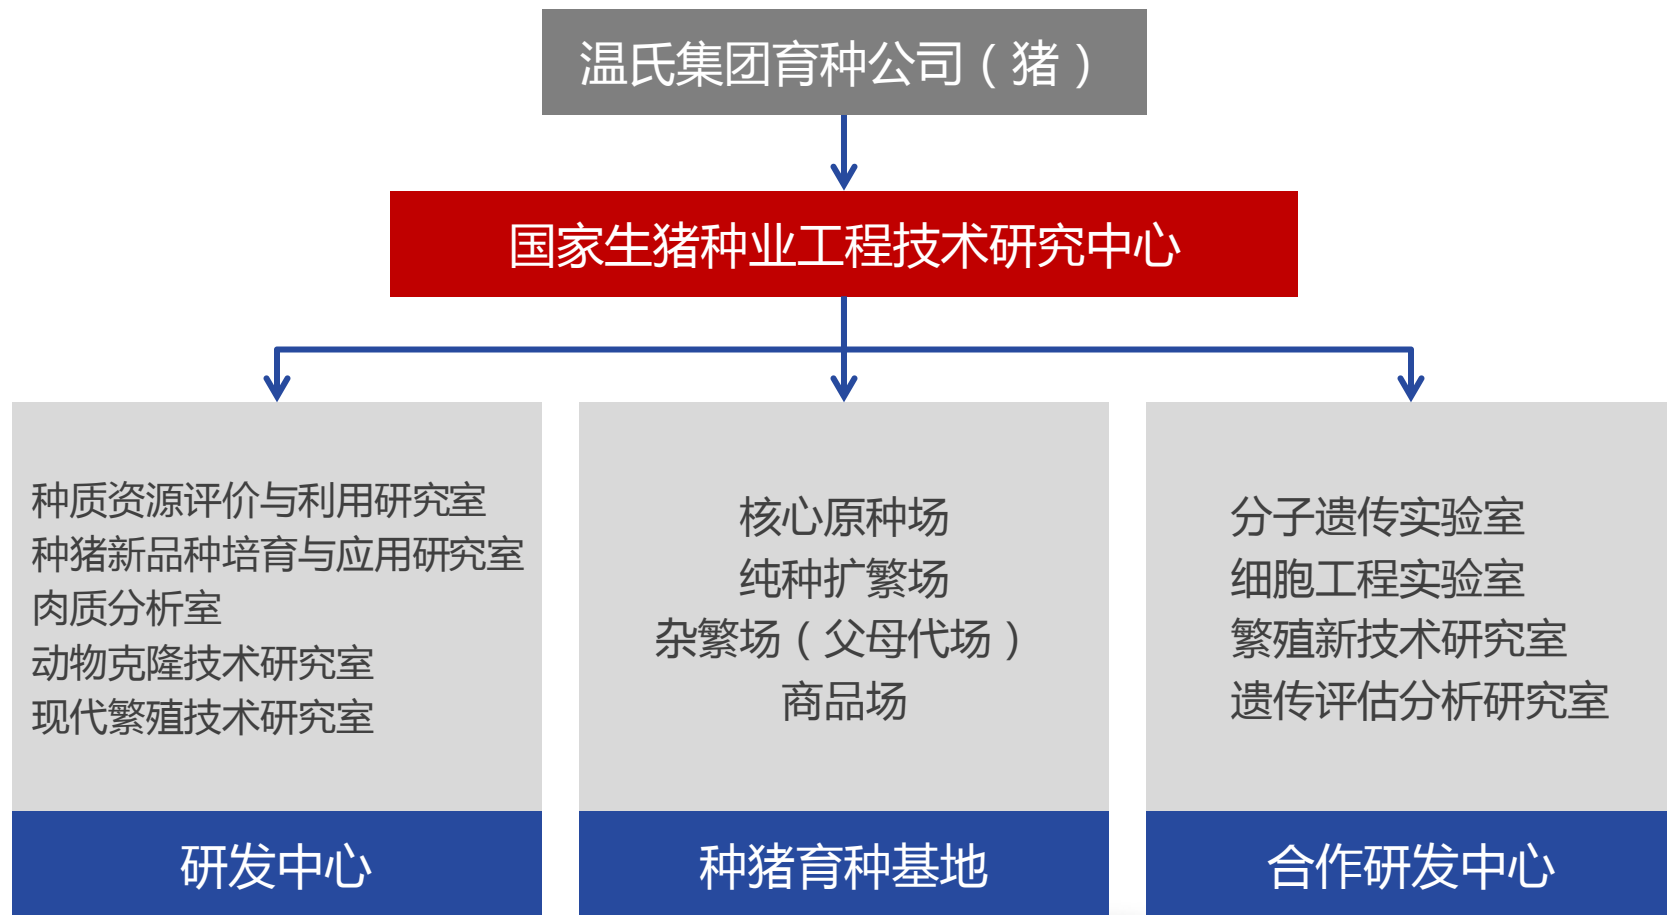 温氏集团育种公司（猪）
国家生猪种业工程技术研究中心
种质资源评价与利用研究室
种猪新品种培育与应用研究室
肉质分析室
动物克隆技术研究室
现代繁殖技术研究室
研发中心
核心原种场
纯种扩繁场
杂繁场（父母代场）
商品场
种猪育种基地
分子遗传实验室
细胞工程实验室
繁殖新技术研究室
遗传评估分析研究室
合作研发中心